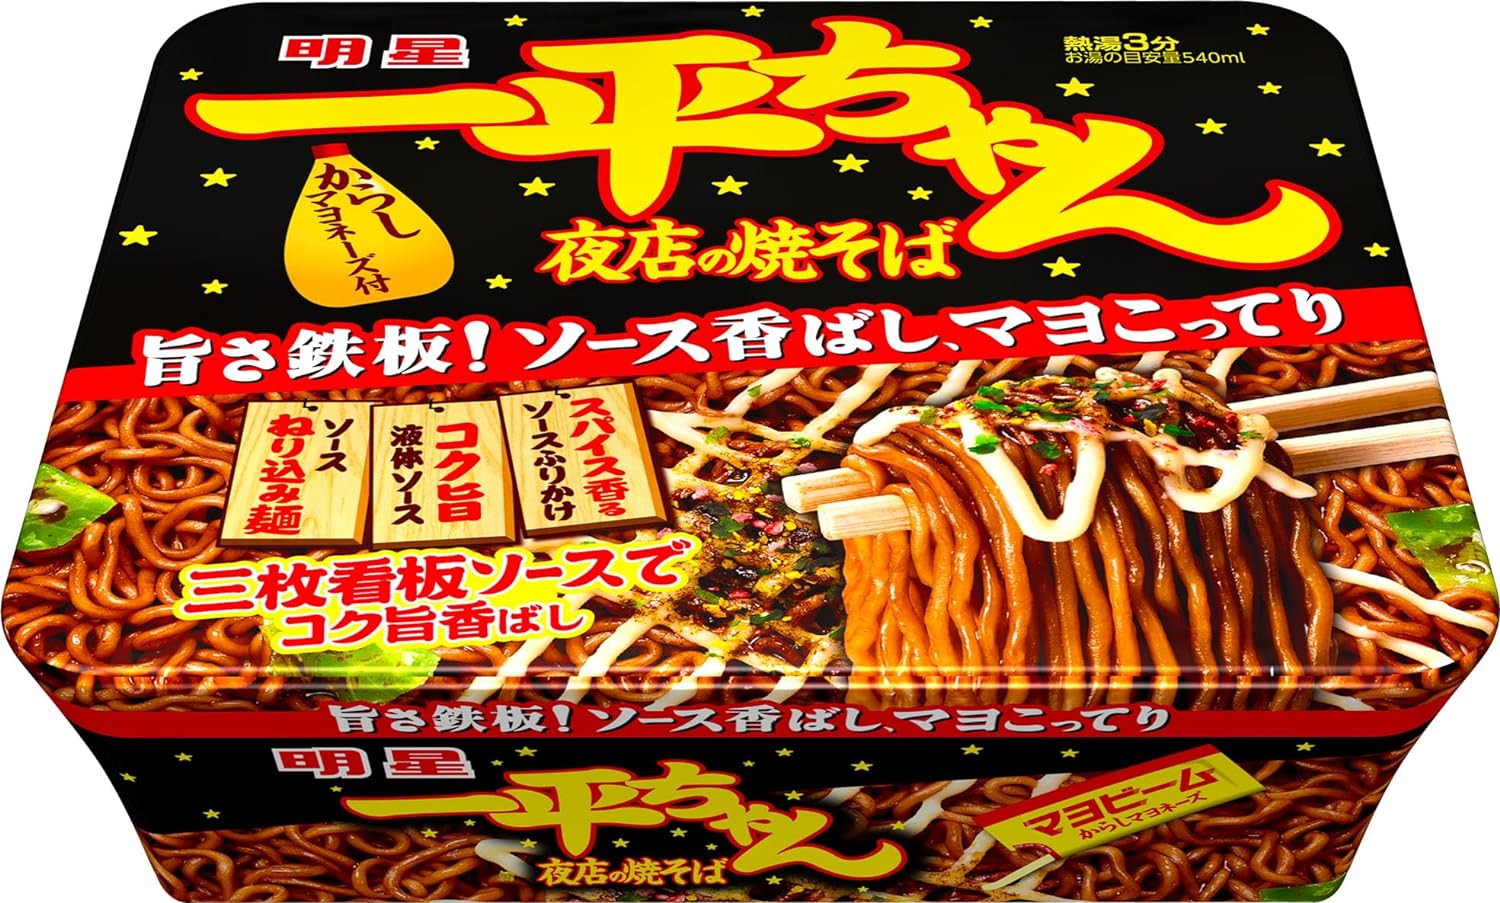 明星
熱湯3分
お湯の目安量540ml
一平ちゃん
からし
マヨネーズ付
夜店の焼そば
旨さ鉄板!ソース香ばし、マヨこってり
スパイス香る
ソースふりかけ
コク旨
液体ソース
ソース
ねり込み麺
三枚看板ソースで
コク旨香ばし
旨さ鉄板!ソース香ばし、マヨこってり
明星
一平ちゃん
夜店の焼そば
マヨビーム
からしマヨネーズ